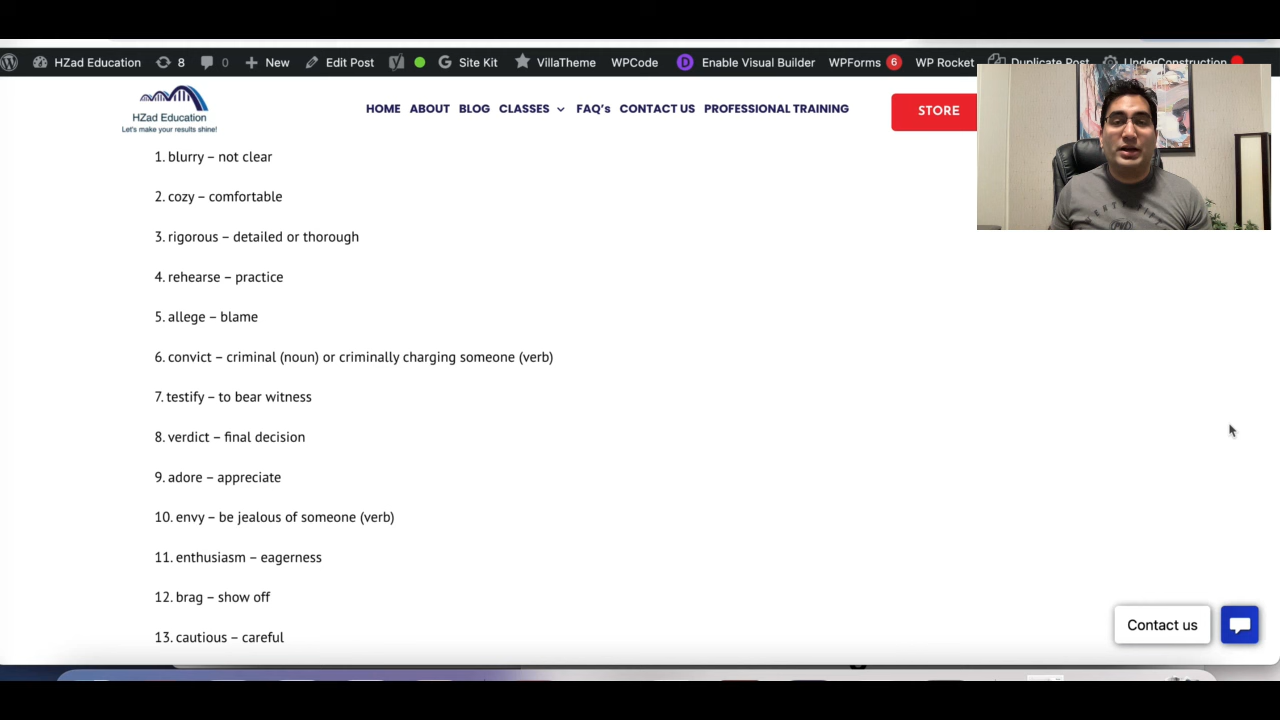 HZad Education
8
0
New
Edit Post
Site Kit
VillaTheme
WPCode
Enable Visual Builder
WPForms 6
WP Rocket
Duplicate Post
UnderConstruction
HZad Education
Let's make your results shine!
HOME ABOUT BLOG CLASSES FAQ's CONTACT US PROFESSIONAL TRAINING
STORE
1. blurry – not clear
2. cozy – comfortable
3. rigorous – detailed or thorough
4. rehearse – practice
5. allege – blame
6. convict – criminal (noun) or criminally charging someone (verb)
7. testify – to bear witness
8. verdict – final decision
9. adore – appreciate
10. envy – be jealous of someone (verb)
11. enthusiasm – eagerness
12. brag – show off
13. cautious – careful
Contact us